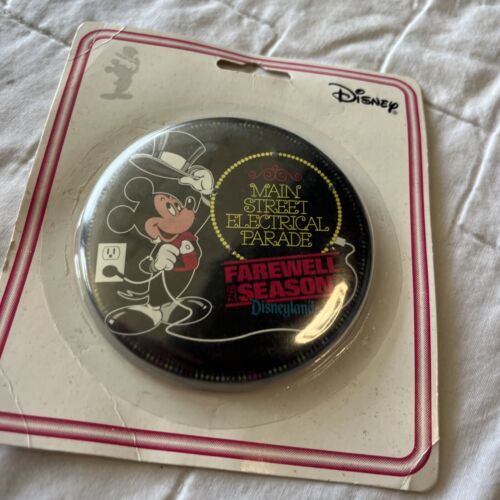 Disney
MAIN
STREET
ELECTRICAL
PARADE
FAREWELL
SEASON
Disneyland